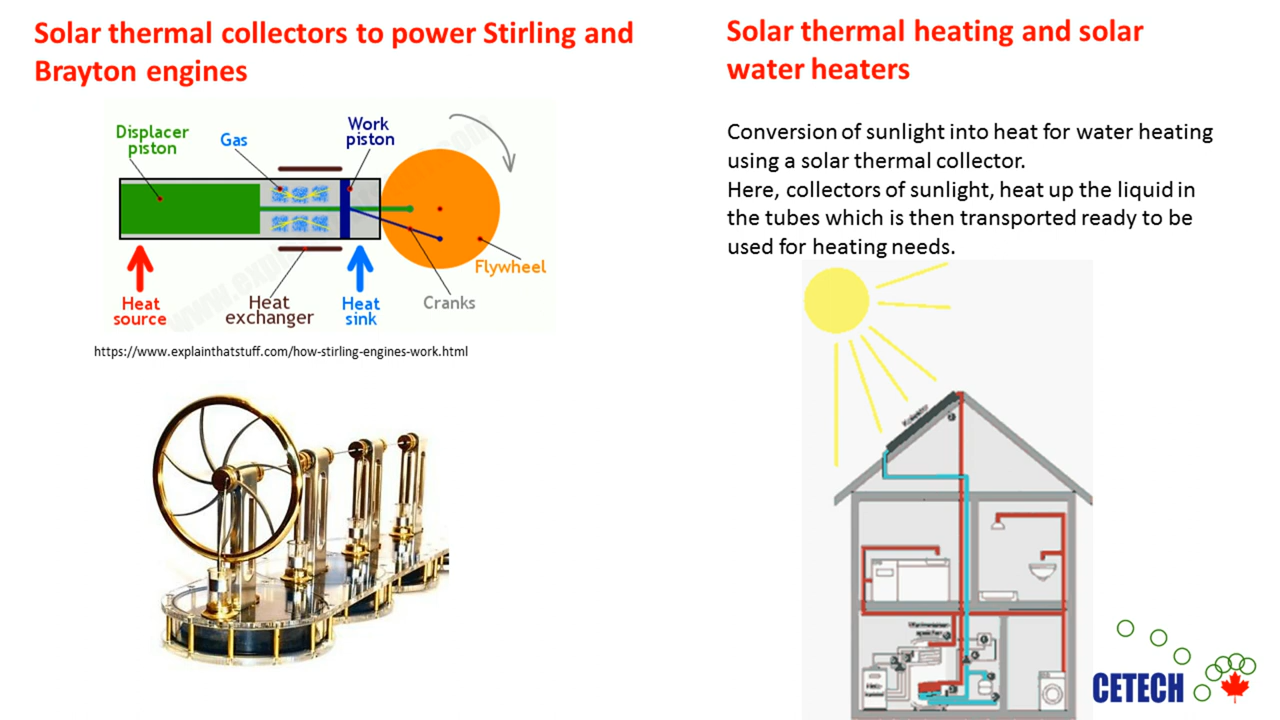 Solar thermal collectors to power Stirling and
Brayton engines
Displacer
piston
Gas
Work
piston
Flywheel
Heat
source
Heat
exchanger
Heat
sink
Cranks
https://www.explainthatstuff.com/how-stirling-engines-work.html
Solar thermal heating and solar
water heaters
Conversion of sunlight into heat for water heating
using a solar thermal collector.
Here, collectors of sunlight, heat up the liquid in
the tubes which is then transported ready to be
used for heating needs.
CETECH